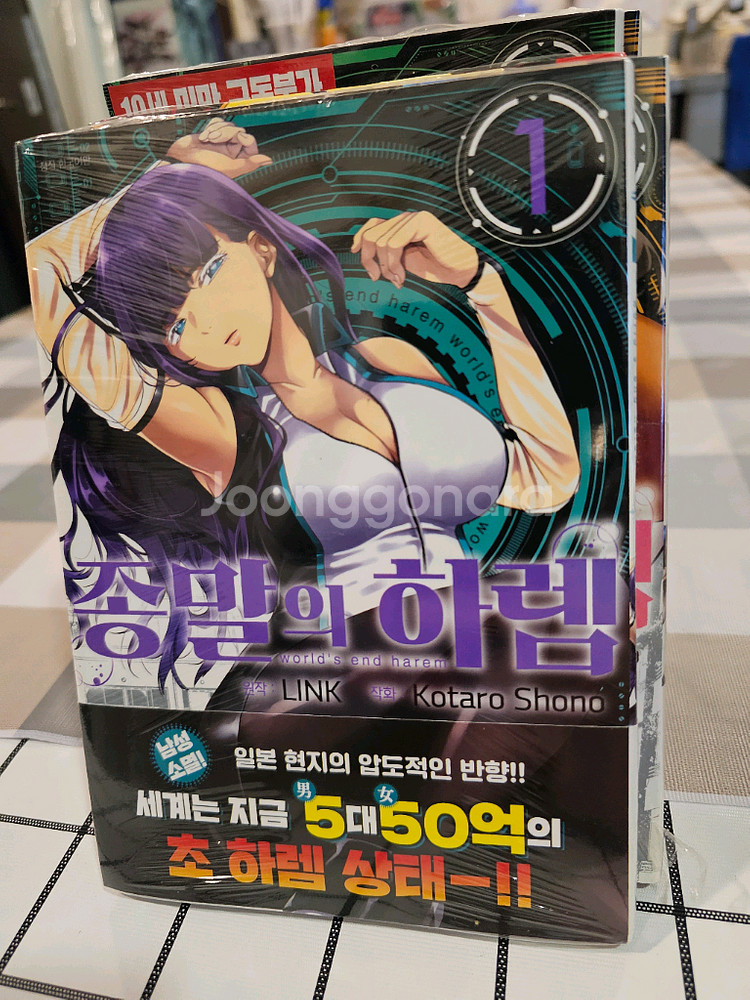 19세 미만 구독불가
1
world's end harem world's e
Joonggonara
종말의 하렘
world's end harem
원작 : LINK 작화 : Kotaro Shono
남성
소멸!
일본 현지의 압도적인 반향!!
男 女
세계는 지금 5대50억의
초 하렘 상태ー!!